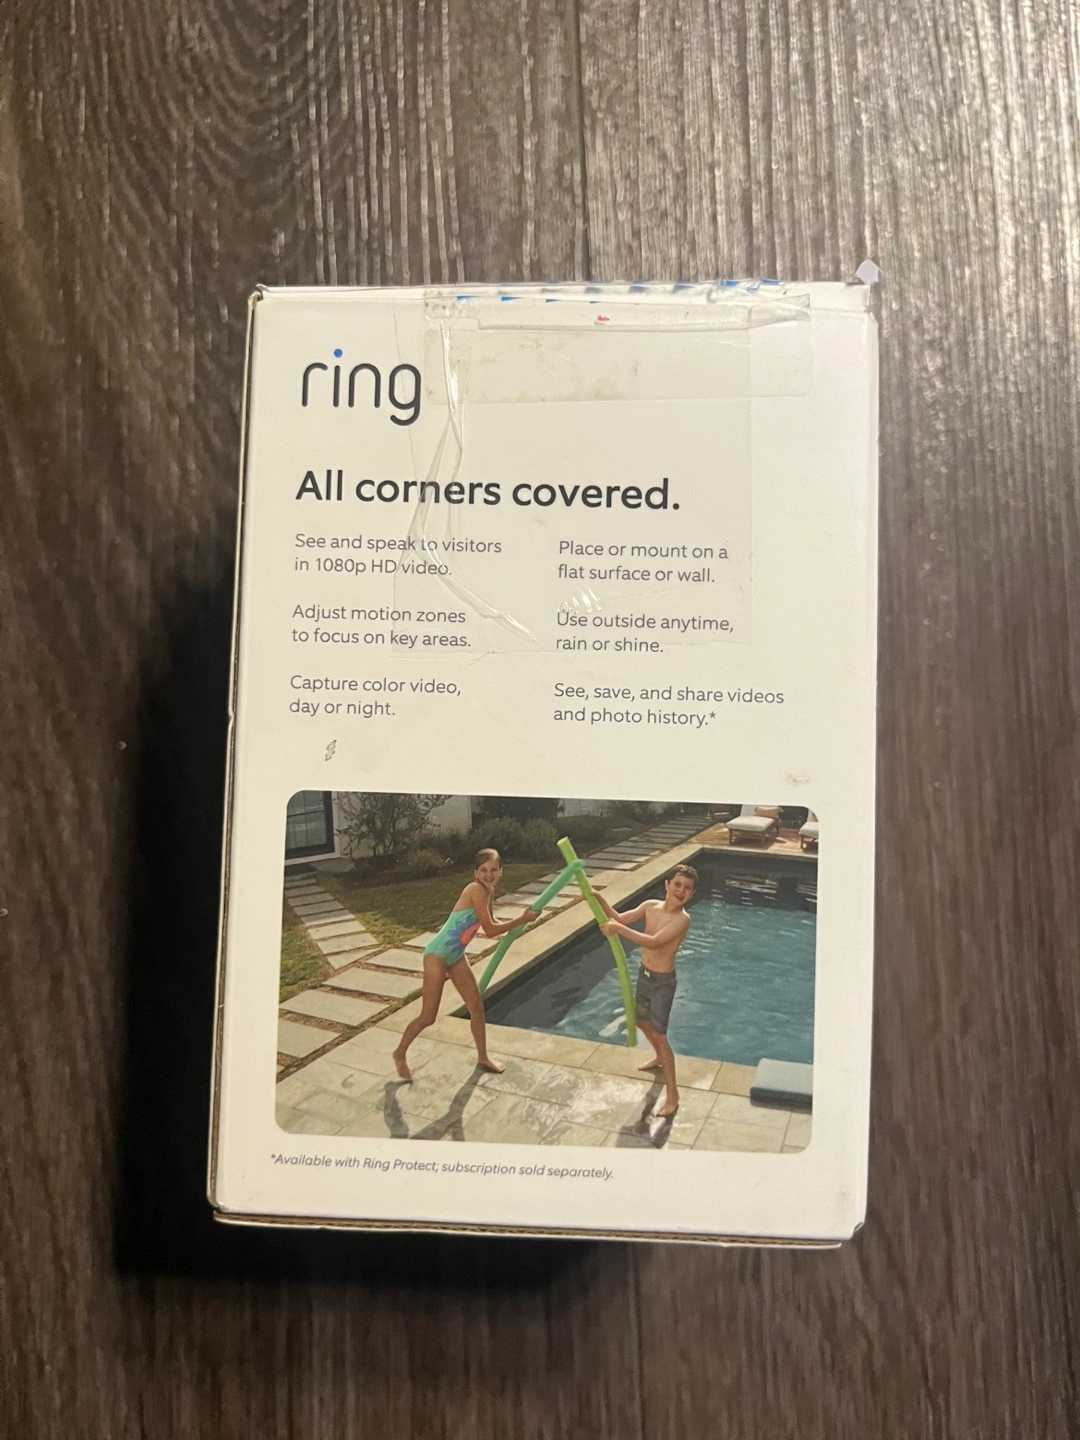 ring
All corners covered.
See and speak to visitors
in 1080p HD video.
Adjust motion zones
to focus on key areas.
Capture color video,
day or night.
Place or mount on a
flat surface or wall.
Use outside anytime,
rain or shine.
See, save, and share videos
and photo history.*
*Available with Ring Protect; subscription sold separately.